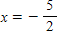 x = − 5/2